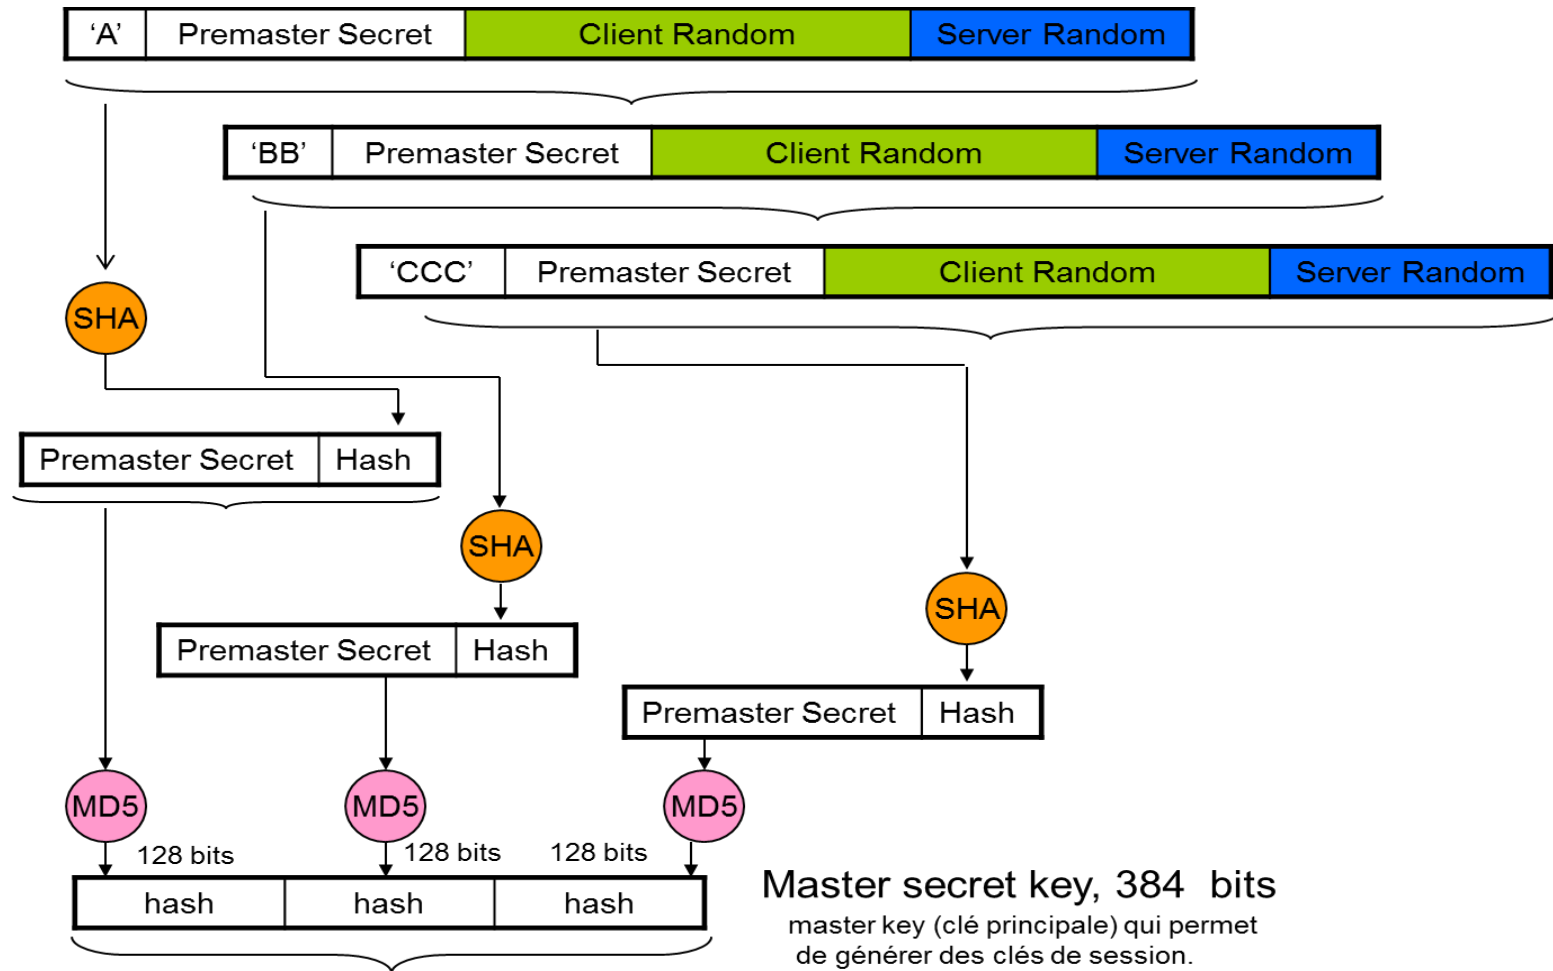 ‘A’ Premaster Secret Client Random Server Random
‘BB’ Premaster Secret Client Random Server Random
‘CCC’ Premaster Secret Client Random Server Random
SHA
Premaster Secret Hash
SHA
SHA
Premaster Secret Hash
Premaster Secret Hash
MD5 MD5 MD5
128 bits 128 bits 128 bits
hash hash hash
Master secret key, 384 bits
master key (clé principale) qui permet
de générer des clés de session.